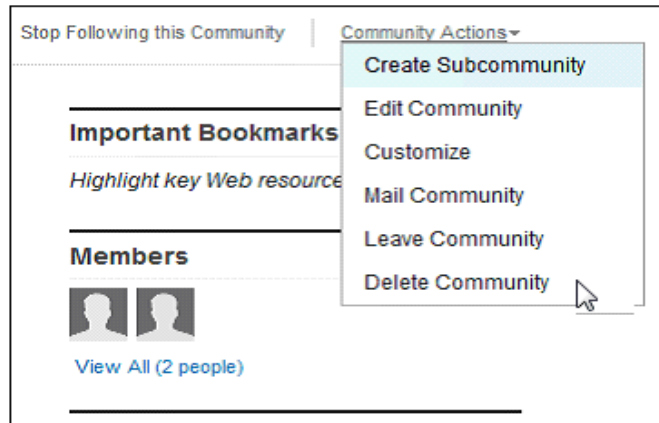 Stop Following this Community
Community Actions
Create Subcommunity
Edit Community
Customize
Mail Community
Leave Community
Delete Community
Important Bookmarks
Highlight key Web resource
Members
View All (2 people)